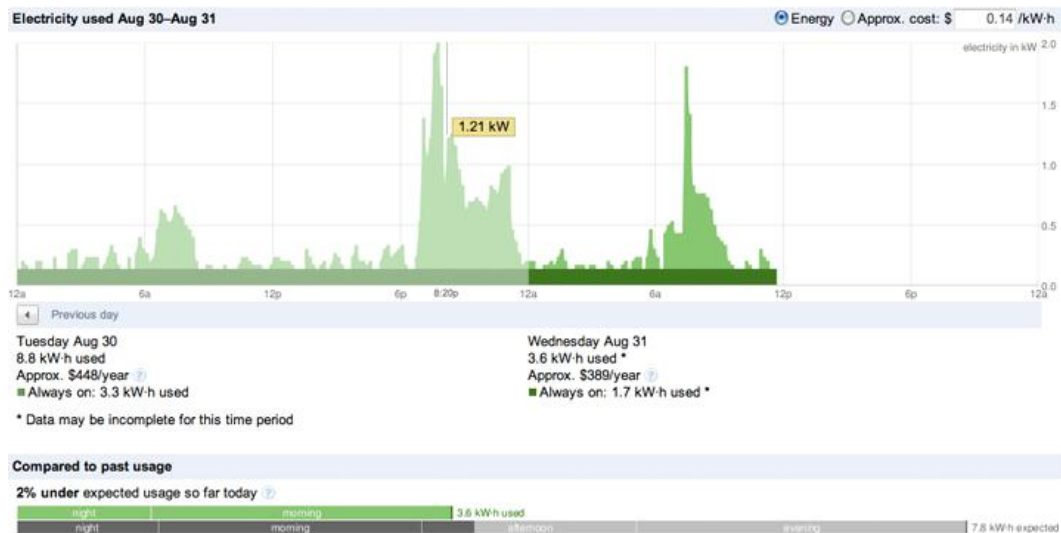 Electricity used Aug 30–Aug 31
Energy Approx. cost: $ 0.14 /kW·h
electricity in kW 2.0
1.5
1.21 kW
1.0
0.5
0.0
12a 6a 12p 6p 8:20p 12a 6a 12p 6p 12a
Previous day
Tuesday Aug 30
8.8 kW·h used
Approx. $448/year ?
Always on: 3.3 kW·h used
Wednesday Aug 31
3.6 kW·h used *
Approx. $389/year ?
Always on: 1.7 kW·h used *
* Data may be incomplete for this time period
Compared to past usage
2% under expected usage so far today ?
night morning 3.6 kW·h used
night morning afternoon evening 7.8 kW·h expected